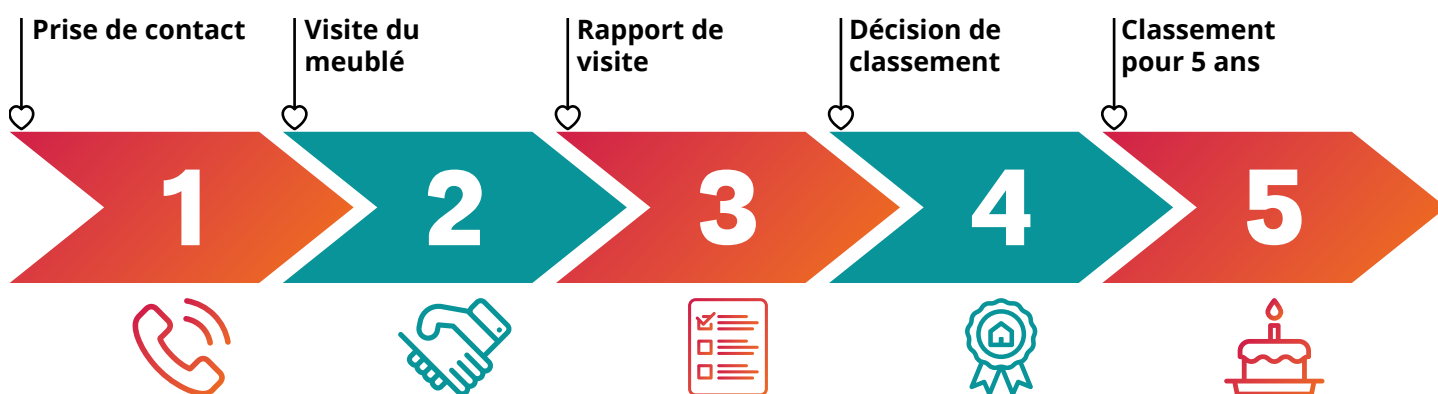 Prise de contact
Visite du
meublé
Rapport de
visite
Décision de
classement
Classement
pour 5 ans
1
2
3
4
5